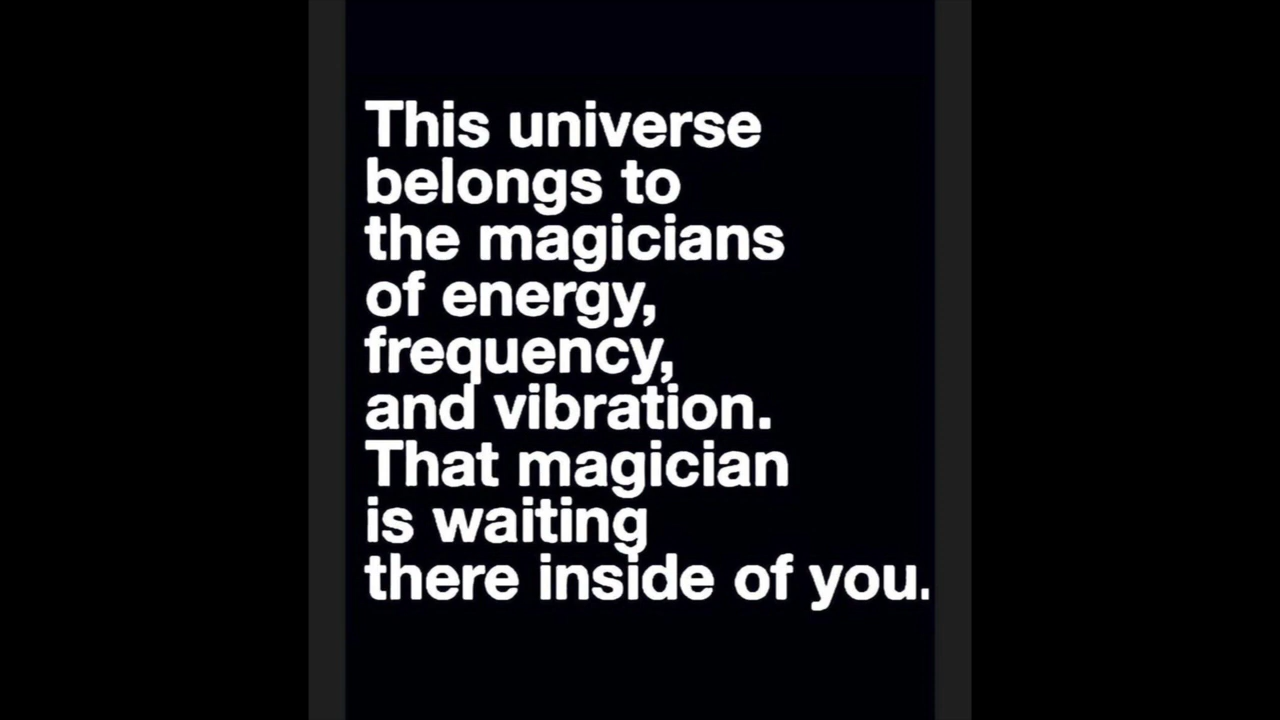 This universe
belongs to
the magicians
of energy,
frequency,
and vibration.
That magician
is waiting
there inside of you.